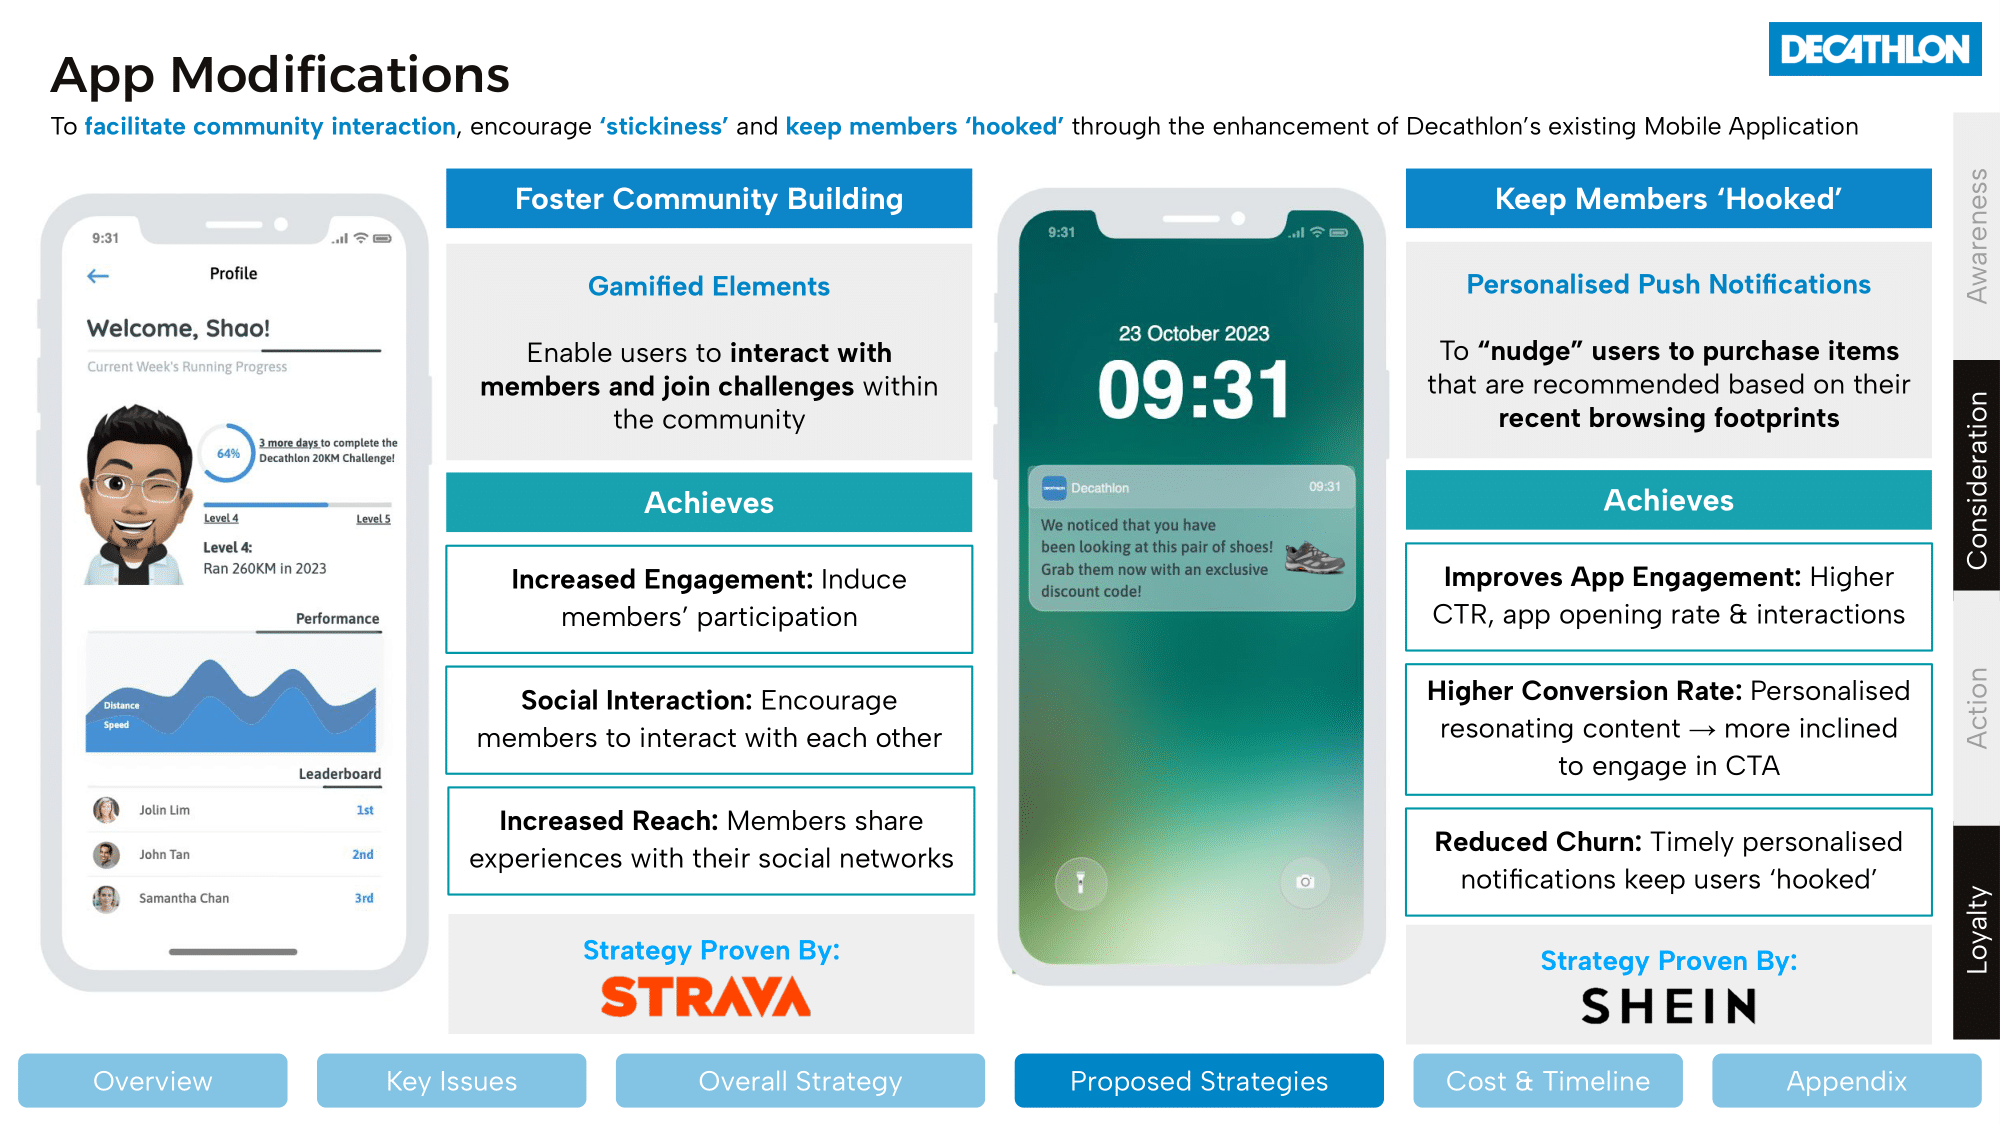 App Modifications
DECATHLON
To facilitate community interaction, encourage ‘stickiness’ and keep members ‘hooked’ through the enhancement of Decathlon’s existing Mobile Application
9:31
Profile
Welcome, Shao!
Current Week's Running Progress
64%
3 more days to complete the
Decathlon 20KM Challenge!
Level 4
Level 5
Level 4:
Ran 260KM in 2023
Performance
Distance
Speed
Leaderboard
Jolin Lim
1st
John Tan
2nd
Samantha Chan
3rd
Foster Community Building
Gamified Elements
Enable users to interact with
members and join challenges within
the community
Achieves
Increased Engagement: Induce
members’ participation
Social Interaction: Encourage
members to interact with each other
Increased Reach: Members share
experiences with their social networks
Strategy Proven By:
STRAVA
9:31
23 October 2023
09:31
DECATHLON
Decathlon
09:31
We noticed that you have
been looking at this pair of shoes!
Grab them now with an exclusive
discount code!
Keep Members ‘Hooked’
Personalised Push Notifications
To “nudge” users to purchase items
that are recommended based on their
recent browsing footprints
Achieves
Improves App Engagement: Higher
CTR, app opening rate & interactions
Higher Conversion Rate: Personalised
resonating content → more inclined
to engage in CTA
Reduced Churn: Timely personalised
notifications keep users ‘hooked’
Strategy Proven By:
SHEIN
Awareness
Consideration
Action
Loyalty
Overview
Key Issues
Overall Strategy
Proposed Strategies
Cost & Timeline
Appendix